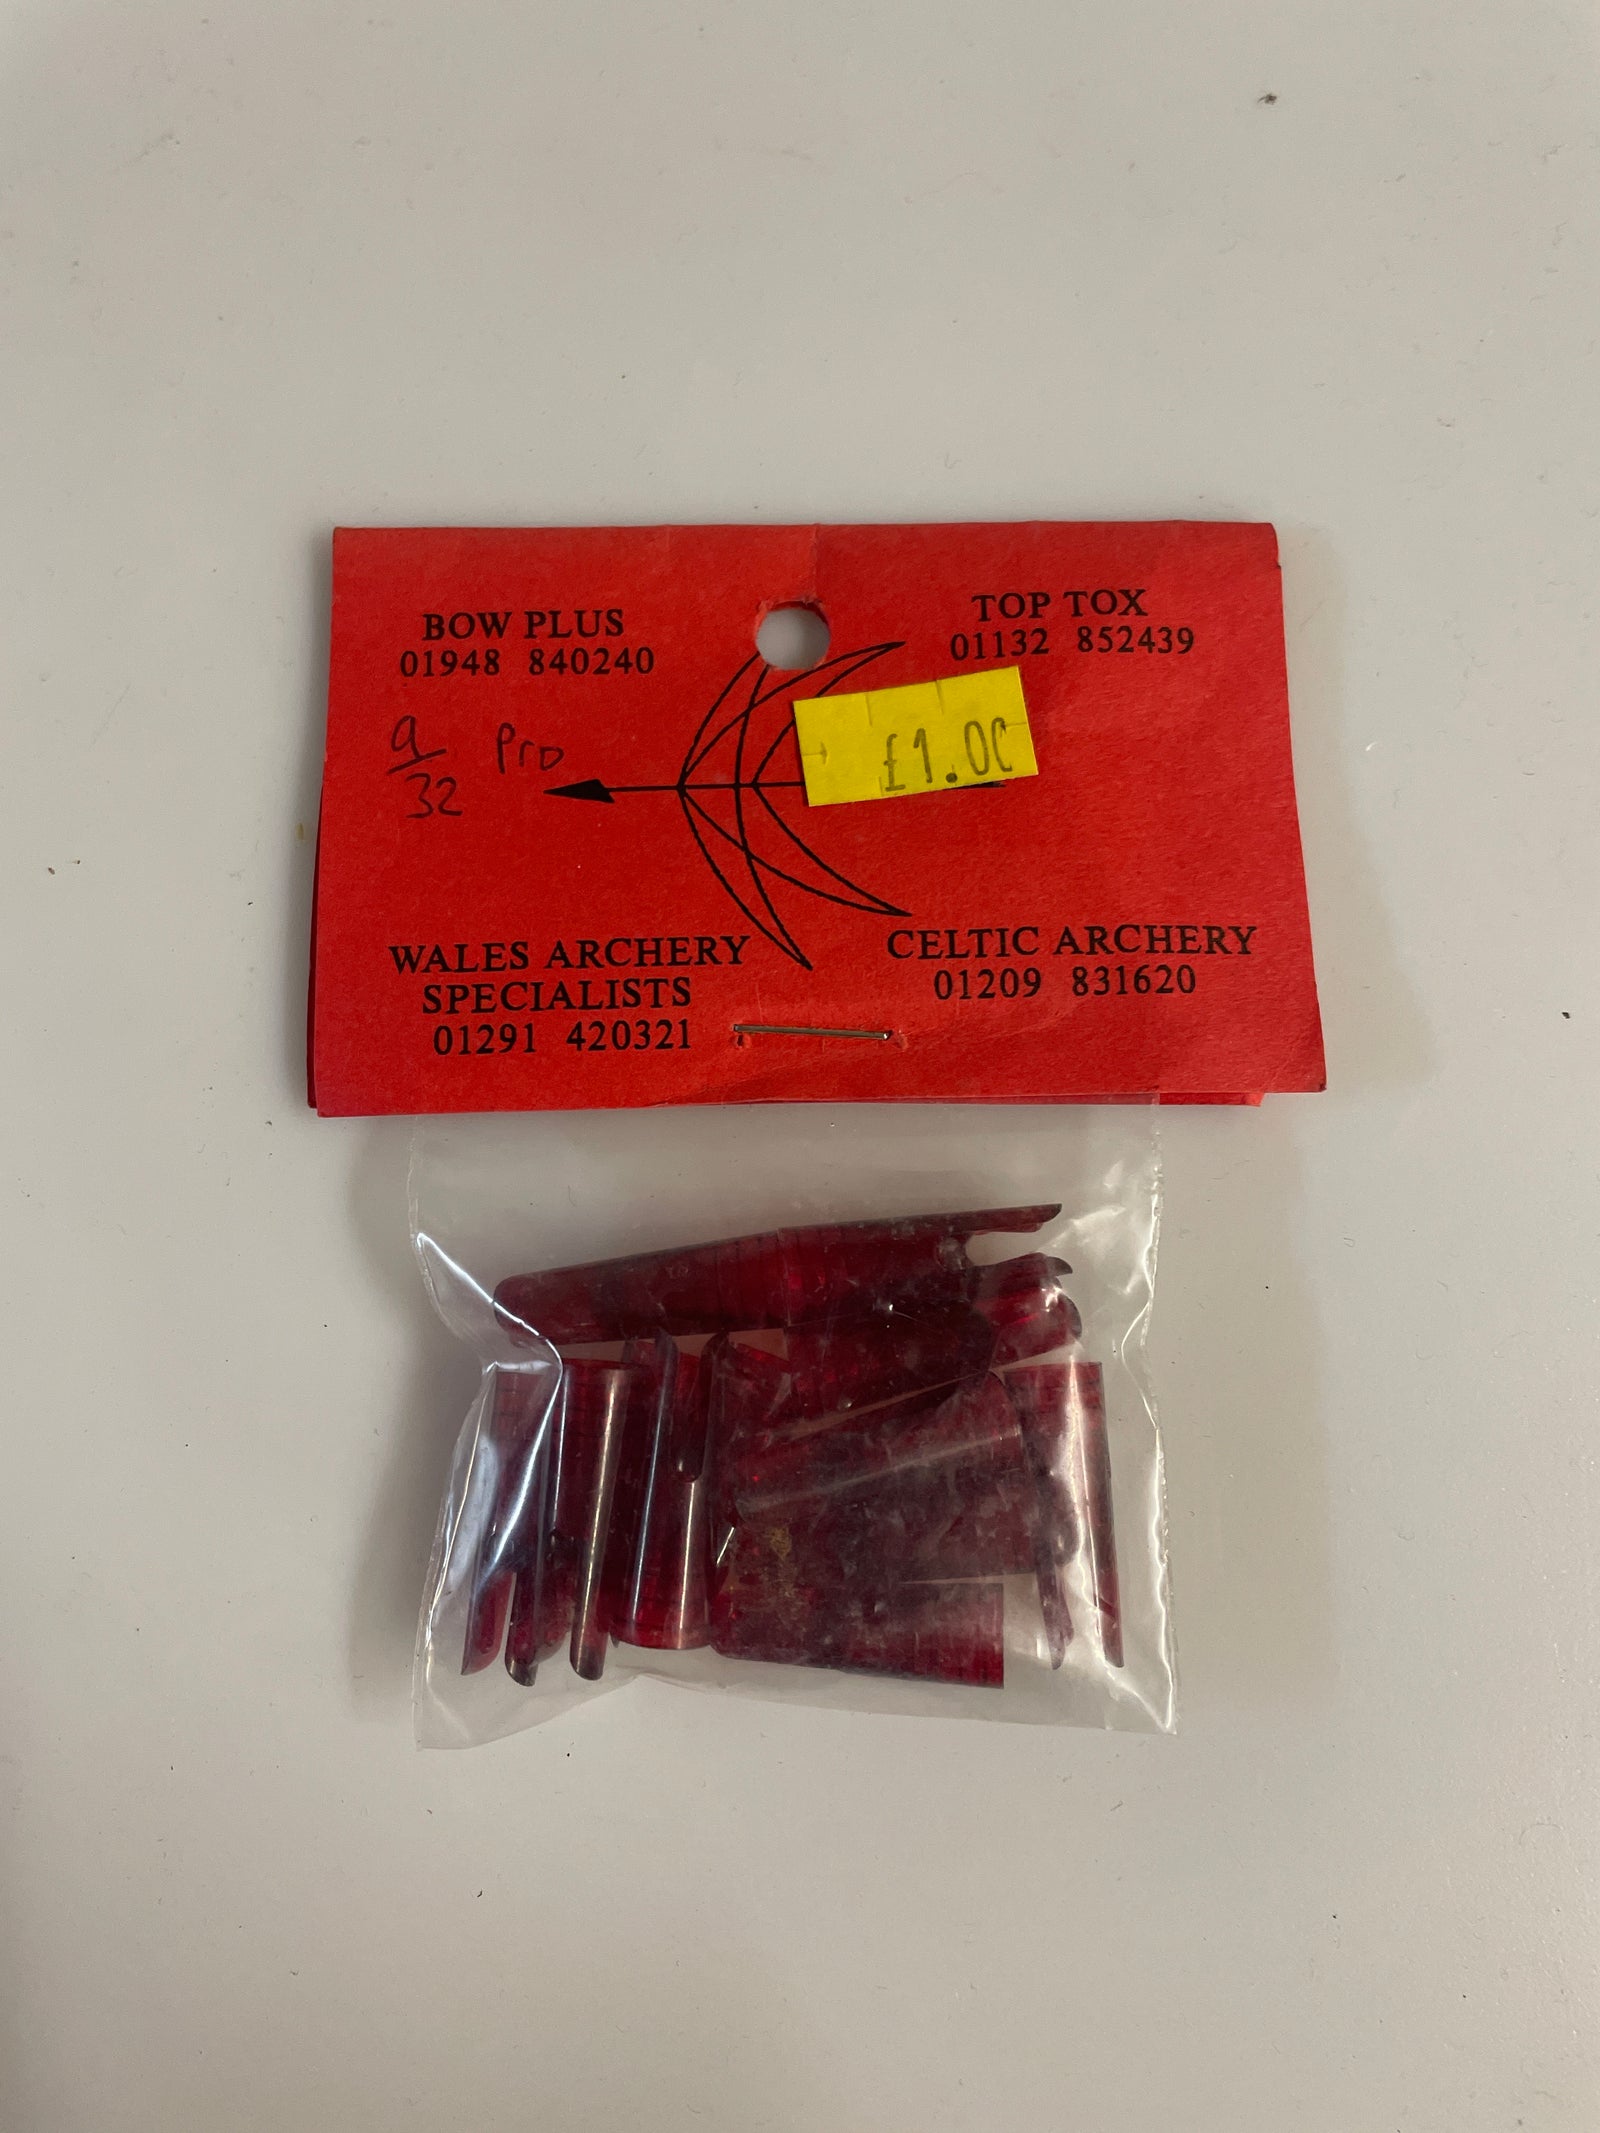 BOW PLUS
01948 840240
TOP TOX
01132 852439
9/32 Pro
£1.00
WALES ARCHERY
SPECIALISTS
01291 420321
CELTIC ARCHERY
01209 831620